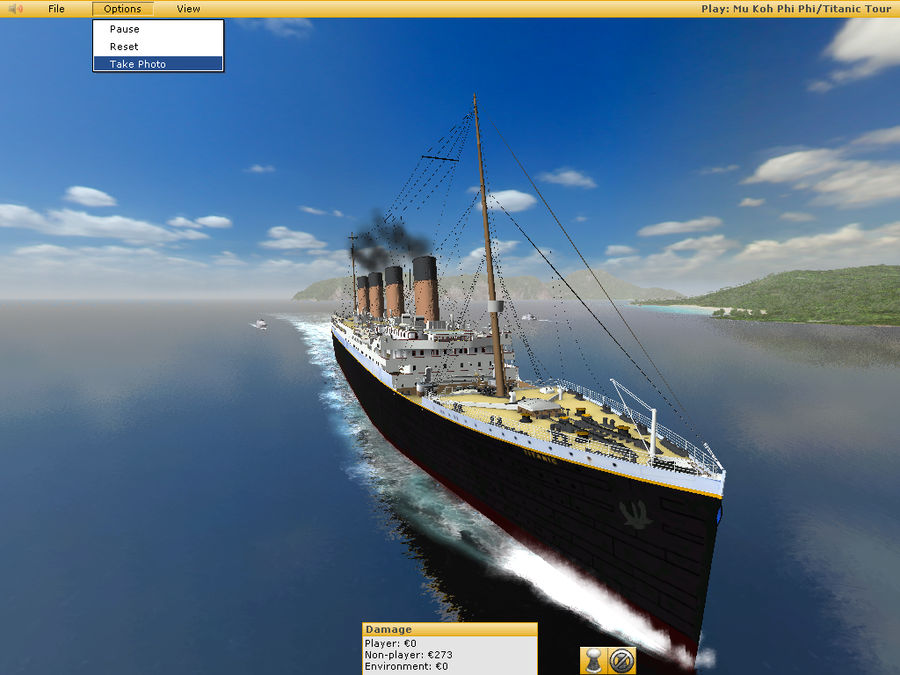 File Options View Play: Mu Koh Phi Phi/Titanic Tour
Pause
Reset
Take Photo
TITANIC
Damage
Player: €0
Non-player: €273
Environment: €0